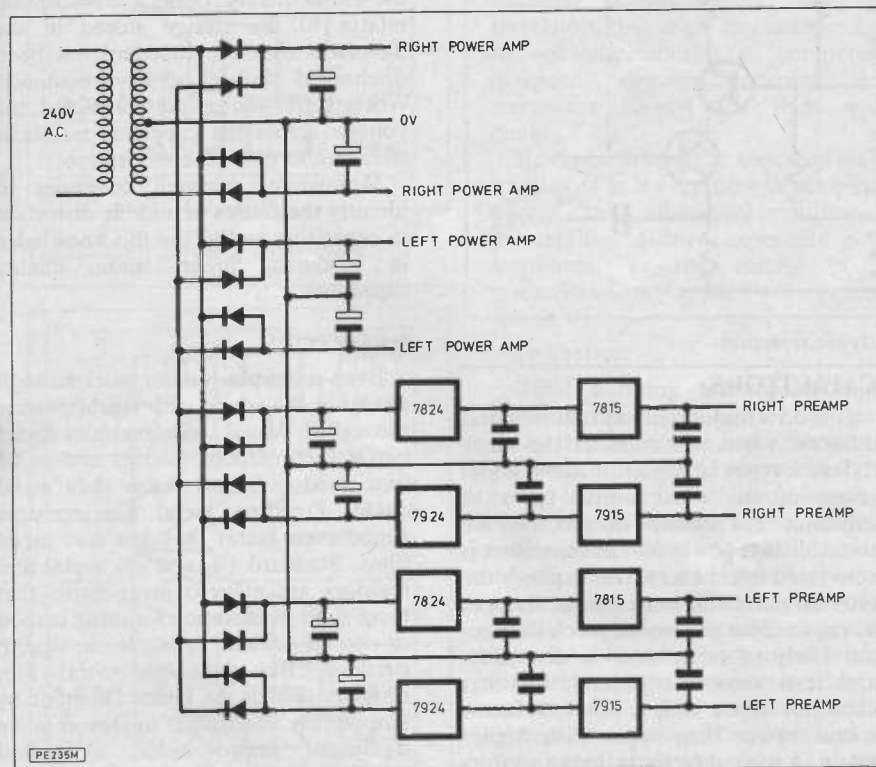 240V
A.C.
RIGHT POWER AMP
0V
RIGHT POWER AMP
LEFT POWER AMP
LEFT POWER AMP
7824
7815
RIGHT PREAMP
7924
7915
RIGHT PREAMP
7824
7815
LEFT PREAMP
7924
7915
LEFT PREAMP
PE235M